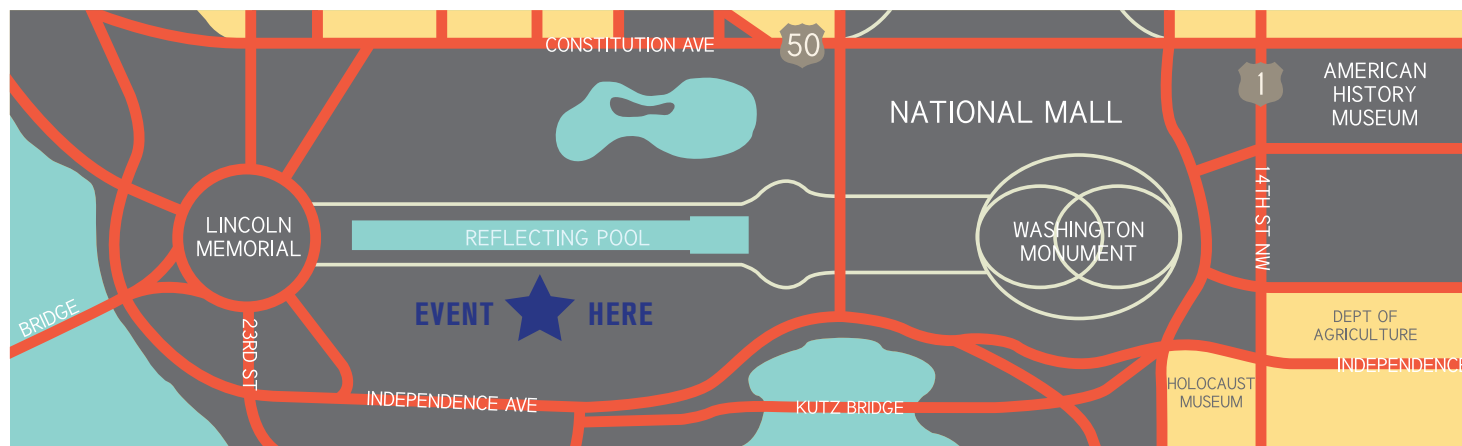 CONSTITUTION AVE
50
1
AMERICAN
HISTORY
MUSEUM
NATIONAL MALL
14TH ST NW
LINCOLN
MEMORIAL
REFLECTING POOL
WASHINGTON
MONUMENT
EVENT HERE
BRIDGE
23RD ST
DEPT OF
AGRICULTURE
INDEPENDENCE
HOLOCAUST
MUSEUM
INDEPENDENCE AVE
KUTZ BRIDGE